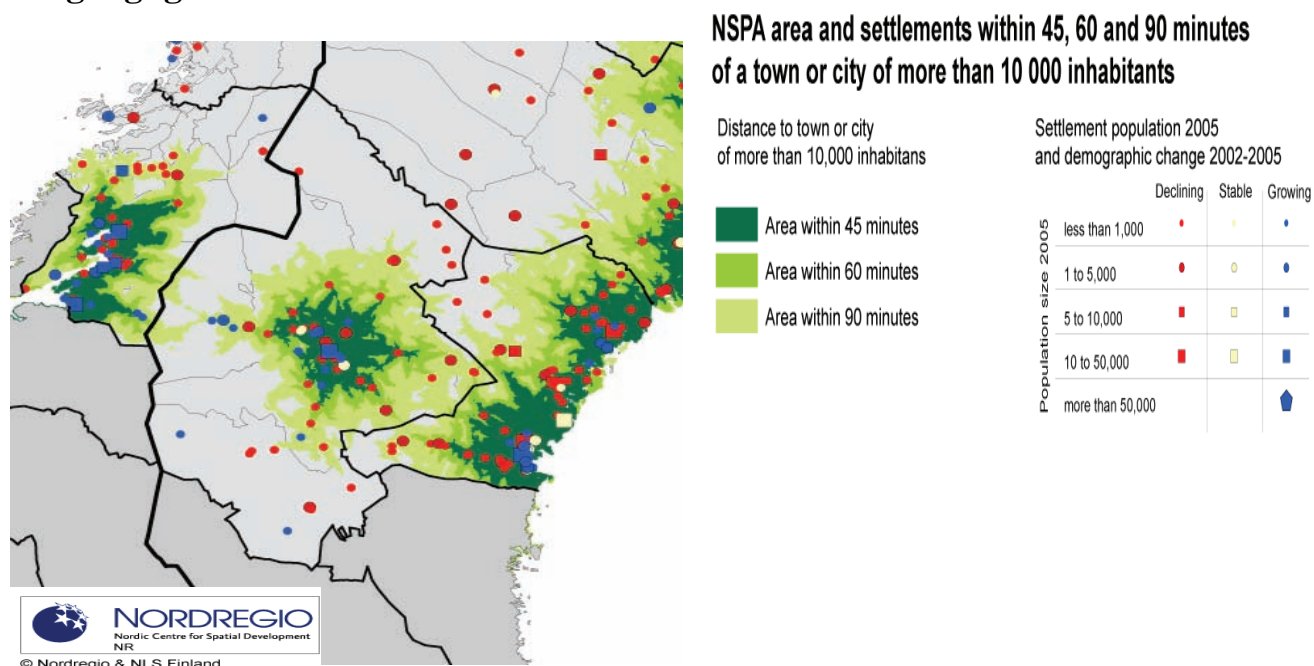 NSPA area and settlements within 45, 60 and 90 minutes
of a town or city of more than 10 000 inhabitants
Distance to town or city
of more than 10,000 inhabitans
Area within 45 minutes
Area within 60 minutes
Area within 90 minutes
Settlement population 2005
and demographic change 2002-2005
Declining Stable Growing
Population size 2005
less than 1,000
1 to 5,000
5 to 10,000
10 to 50,000
more than 50,000
NORDREGIO
Nordic Centre for Spatial Development
NR
© Nordregio & NLS Finland